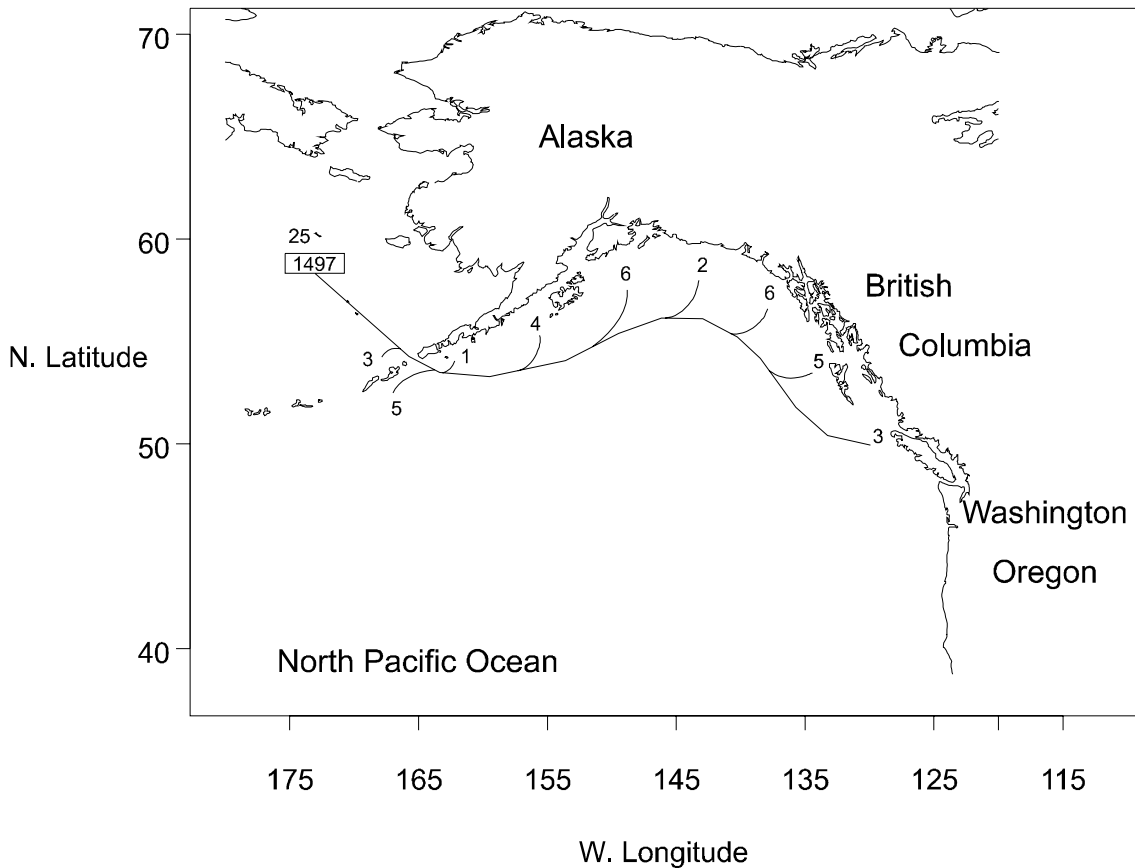 70
Alaska
60
25
1497
6
2
6
British
Columbia
N. Latitude
3
4
1
5
5
3
50
Washington
Oregon
40
North Pacific Ocean
175 165 155 145 135 125 115
W. Longitude